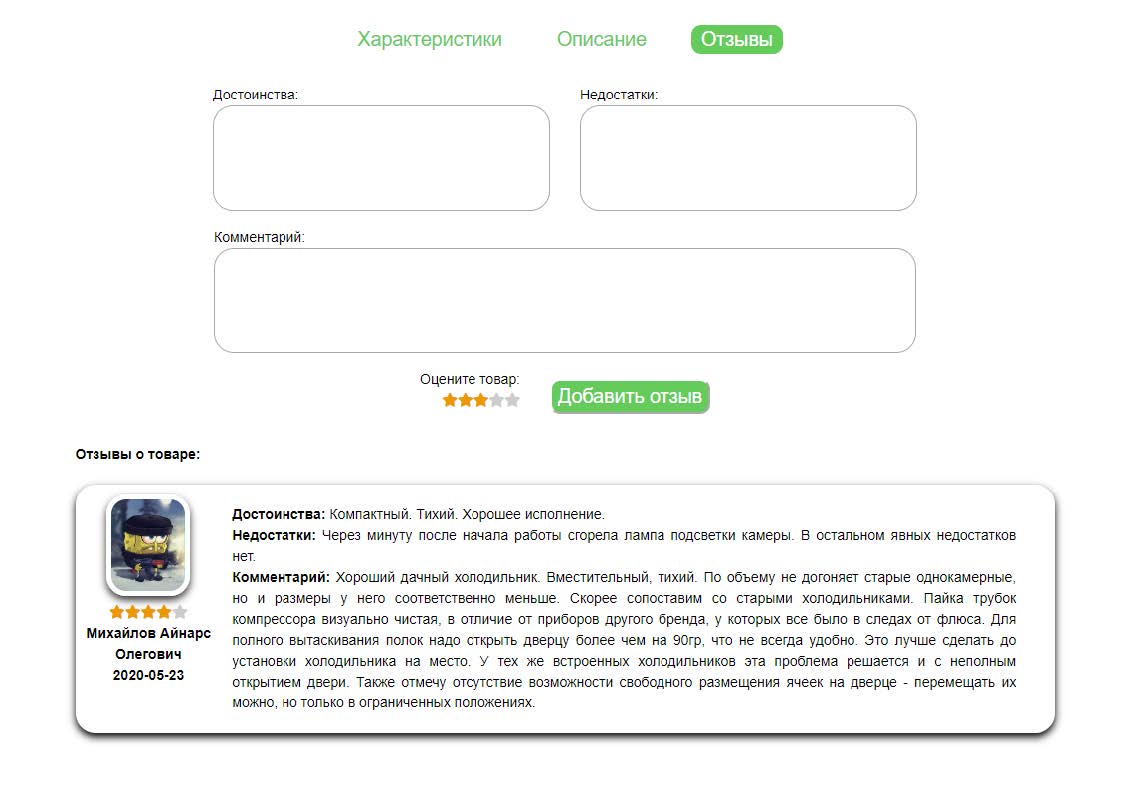 Характеристики Описание Отзывы
Достоинства: Недостатки:
Комментарий:
Оцените товар:
Добавить отзыв
Отзывы о товаре:
Достоинства: Компактный. Тихий. Хорошее исполнение.
Недостатки: Через минуту после начала работы сгорела лампа подсветки камеры. В остальном явных недостатков
нет.
Комментарий: Хороший дачный холодильник. Вместительный, тихий. По объему не догоняет старые однокамерные,
но и размеры у него соответственно меньше. Скорее сопоставим со старыми холодильниками. Пайка трубок
компрессора визуально чистая, в отличие от приборов другого бренда, у которых все было в следах от флюса. Для
полного вытаскивания полок надо открыть дверцу более чем на 90гр, что не всегда удобно. Это лучше сделать до
установки холодильника на место. У тех же встроенных холодильников эта проблема решается и с неполным
открытием двери. Также отмечу отсутствие возможности свободного размещения ячеек на дверце - перемещать их
можно, но только в ограниченных положениях.
Михайлов Айнарс
Олегович
2020-05-23